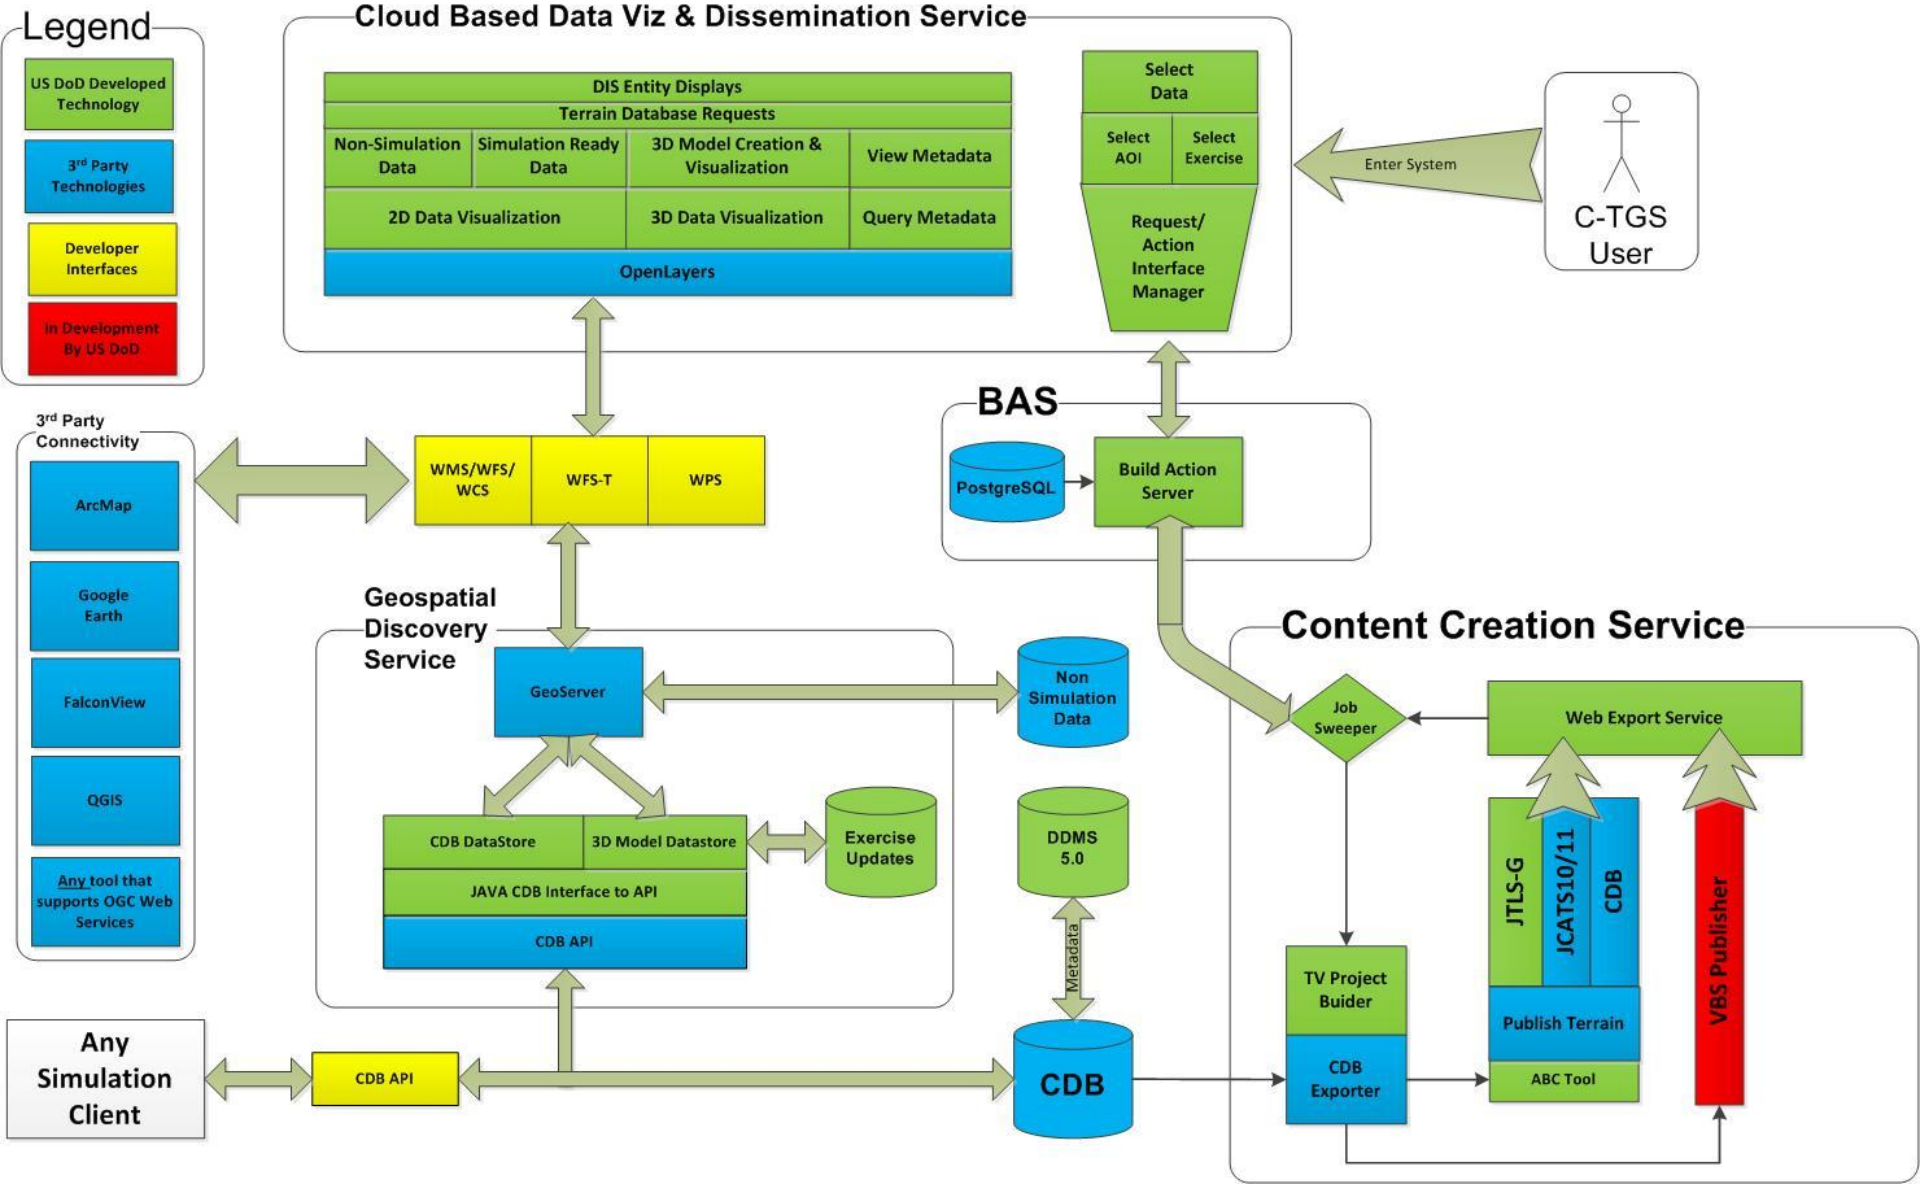 Legend
US DoD Developed
Technology
3rd Party
Technologies
Developer
Interfaces
In Development
By US DoD
Cloud Based Data Viz & Dissemination Service
DIS Entity Displays
Terrain Database Requests
Non-Simulation
Data
Simulation Ready
Data
3D Model Creation &
Visualization
View Metadata
2D Data Visualization
3D Data Visualization
Query Metadata
OpenLayers
Select
Data
Select
AOI
Select
Exercise
Request/
Action
Interface
Manager
Enter System
C-TGS
User
3rd Party
Connectivity
ArcMap
Google
Earth
FalconView
QGIS
Any tool that
supports OGC Web
Services
WMS/WFS/
WCS
WFS-T
WPS
BAS
PostgreSQL
Build Action
Server
Geospatial
Discovery
Service
GeoServer
Non
Simulation
Data
CDB DataStore
3D Model Datastore
JAVA CDB Interface to API
CDB API
Exercise
Updates
DDMS
5.0
Metadata
CDB
Any
Simulation
Client
CDB API
Content Creation Service
Job
Sweeper
Web Export Service
TV Project
Buider
CDB
Exporter
JTLS-G
JCATS10/11
CDB
Publish Terrain
ABC Tool
VBS Publisher